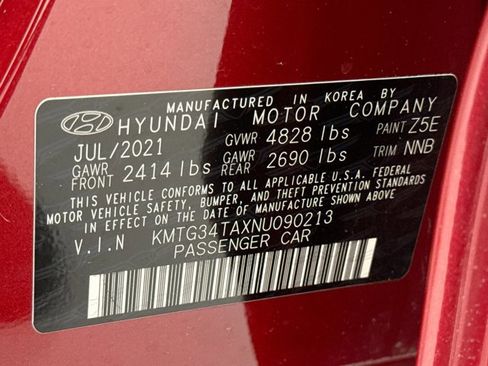 MANUFACTURED IN KOREA BY
HYUNDAI MOTOR COMPANY
JUL/2021 GVWR 4828 lbs PAINT Z5E
GAWR FRONT 2414 lbs GAWR REAR 2690 lbs TRIM NNB
THIS VEHICLE CONFORMS TO ALL APPLICABLE U.S.A. FEDERAL
MOTOR VEHICLE SAFETY, BUMPER, AND THEFT PREVENTION STANDARDS
IN EFFECT ON THE DATE OF MANUFACTURE SHOWN ABOVE.
V.I.N KMTG34TAXNU090213
PASSENGER CAR